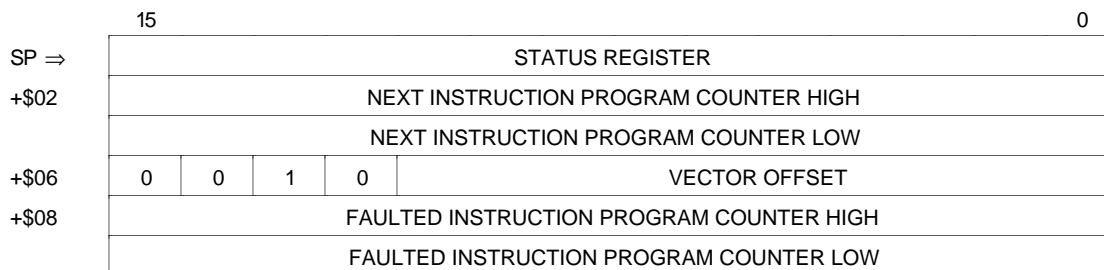 15 0
SP ⇒ STATUS REGISTER
+$02 NEXT INSTRUCTION PROGRAM COUNTER HIGH
NEXT INSTRUCTION PROGRAM COUNTER LOW
+$06 0 0 1 0 VECTOR OFFSET
+$08 FAULTED INSTRUCTION PROGRAM COUNTER HIGH
FAULTED INSTRUCTION PROGRAM COUNTER LOW